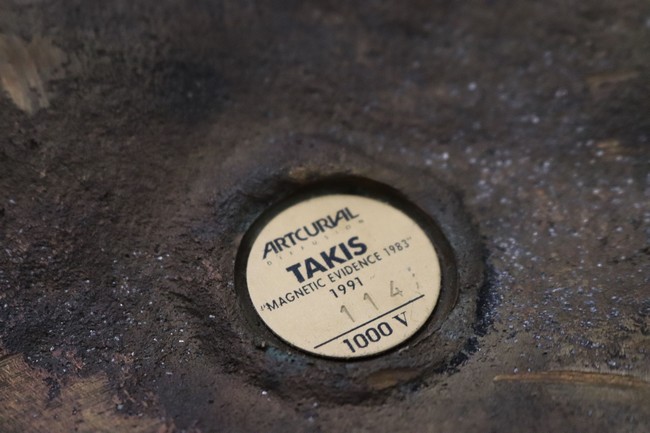 ARTCURIAL
DIFFUSION
TAKIS
"MAGNETIC EVIDENCE 1983"
1991
114
1000 V